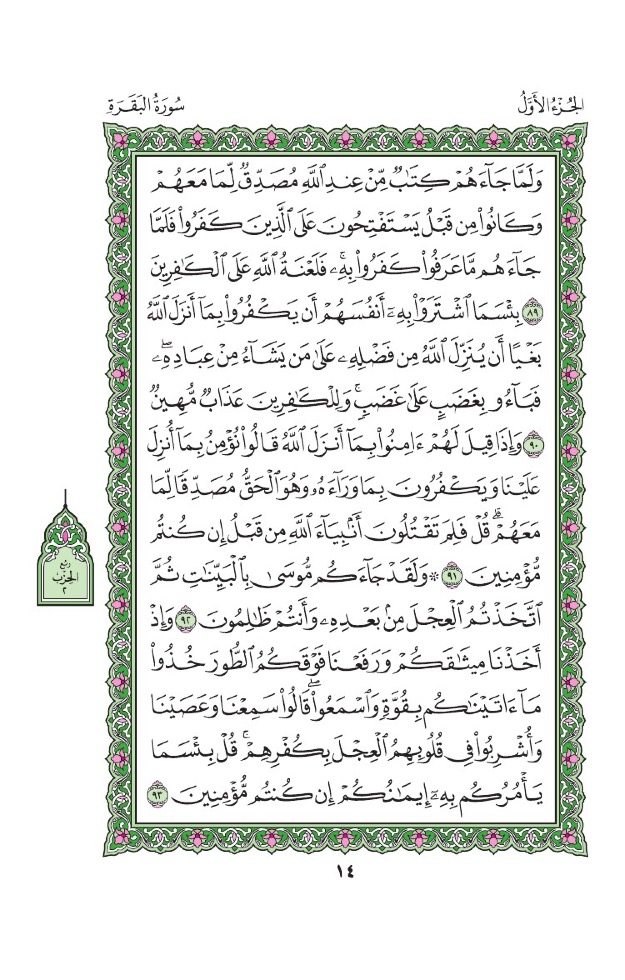 الجُزءُ الأَوَّلُ
سُورَةُ البَقَرَةِ
وَلَمَّا جَآءَهُمْ كِتَٰبٌ مِّنْ عِندِ ٱللَّهِ مُصَدِّقٌ لِّمَا مَعَهُمْ
وَكَانُوا۟ مِن قَبْلُ يَسْتَفْتِحُونَ عَلَى ٱلَّذِينَ كَفَرُوا۟ فَلَمَّا
جَآءَهُم مَّا عَرَفُوا۟ كَفَرُوا۟ بِهِۦۚ فَلَعْنَةُ ٱللَّهِ عَلَى ٱلْكَٰفِرِينَ
٨٩ بِئْسَمَا ٱشْتَرَوْا۟ بِهِۦٓ أَنفُسَهُمْ أَن يَكْفُرُوا۟ بِمَآ أَنزَلَ ٱللَّهُ
بَغْيًا أَن يُنَزِّلَ ٱللَّهُ مِن فَضْلِهِۦ عَلَىٰ مَن يَشَآءُ مِنْ عِبَادِهِۦۖ
فَبَآءُو بِغَضَبٍ عَلَىٰ غَضَبٍۚ وَلِلْكَٰفِرِينَ عَذَابٌ مُّهِينٌ
٩٠ وَإِذَا قِيلَ لَهُمْ ءَامِنُوا۟ بِمَآ أَنزَلَ ٱللَّهُ قَالُوا۟ نُؤْمِنُ بِمَآ أُنزِلَ
عَلَيْنَا وَيَكْفُرُونَ بِمَا وَرَآءَهُۥ وَهُوَ ٱلْحَقُّ مُصَدِّقًا لِّمَا
مَعَهُمْۗ قُلْ فَلِمَ تَقْتُلُونَ أَنۢبِيَآءَ ٱللَّهِ مِن قَبْلُ إِن كُنتُم
مُّؤْمِنِينَ ٩١ ۞ وَلَقَدْ جَآءَكُم مُّوسَىٰ بِٱلْبَيِّنَٰتِ ثُمَّ
ٱتَّخَذْتُمُ ٱلْعِجْلَ مِنۢ بَعْدِهِۦ وَأَنتُمْ ظَٰلِمُونَ ٩٢ وَإِذْ
أَخَذْنَا مِيثَٰقَكُمْ وَرَفَعْنَا فَوْقَكُمُ ٱلطُّورَ خُذُوا۟
مَآ ءَاتَيْنَٰكُم بِقُوَّةٍ وَٱسْمَعُوا۟ۖ قَالُوا۟ سَمِعْنَا وَعَصَيْنَا
وَأُشْرِبُوا۟ فِى قُلُوبِهِمُ ٱلْعِجْلَ بِكُفْرِهِمْۚ قُلْ بِئْسَمَا
يَأْمُرُكُم بِهِۦٓ إِيمَٰنُكُمْ إِن كُنتُم مُّؤْمِنِينَ ٩٣
ربع
الحزب
٢
١٤